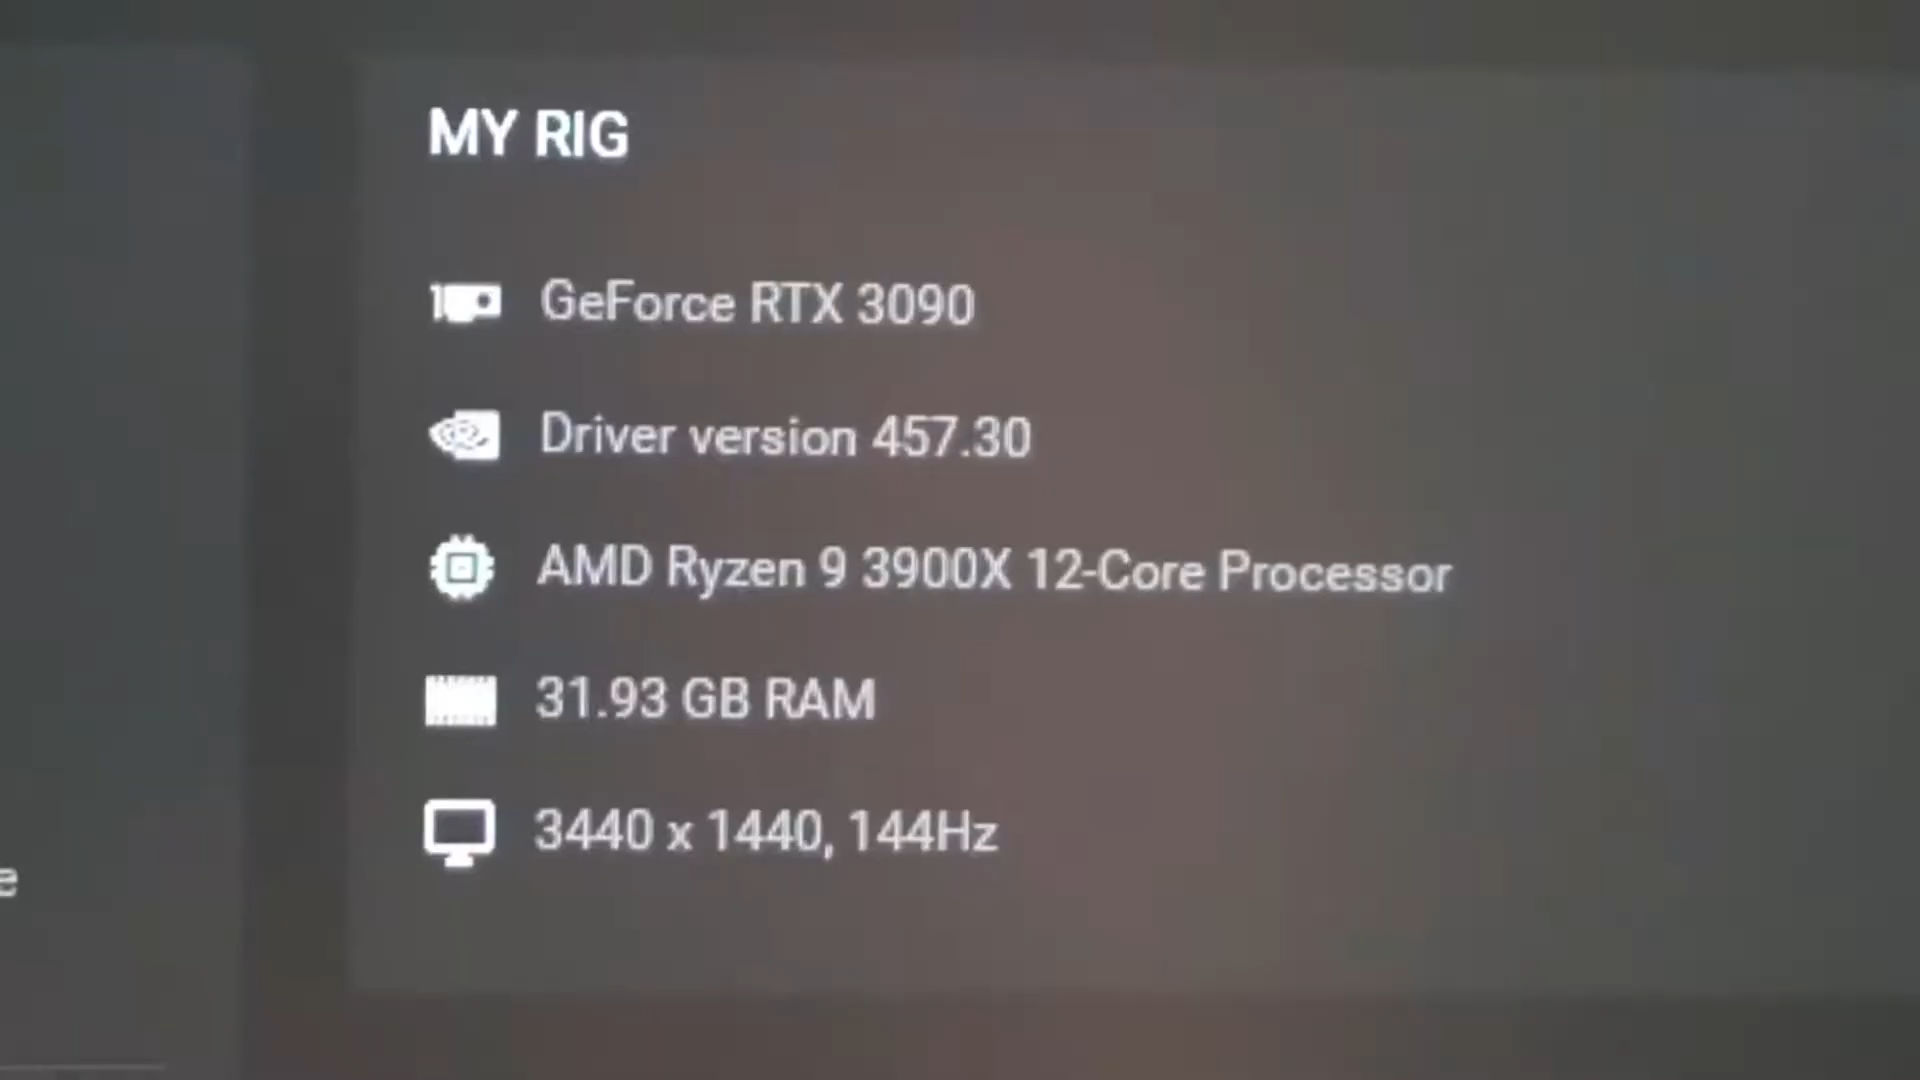 MY RIG
GeForce RTX 3090
Driver version 457.30
AMD Ryzen 9 3900X 12-Core Processor
31.93 GB RAM
3440 x 1440, 144Hz
e